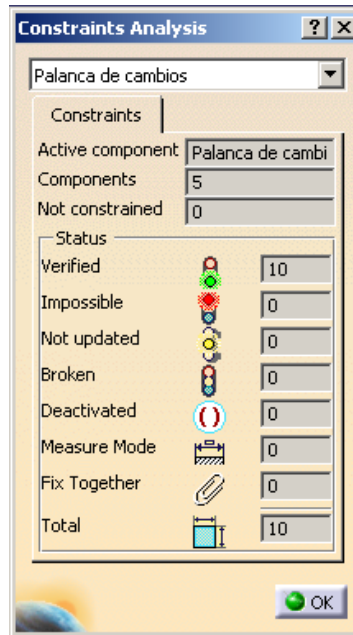 Constraints Analysis ? X
Palanca de cambios
Constraints
Active component Palanca de cambi
Components 5
Not constrained 0
Status
Verified 10
Impossible 0
Not updated 0
Broken 0
Deactivated ( ) 0
Measure Mode 0
Fix Together 0
Total 10
OK